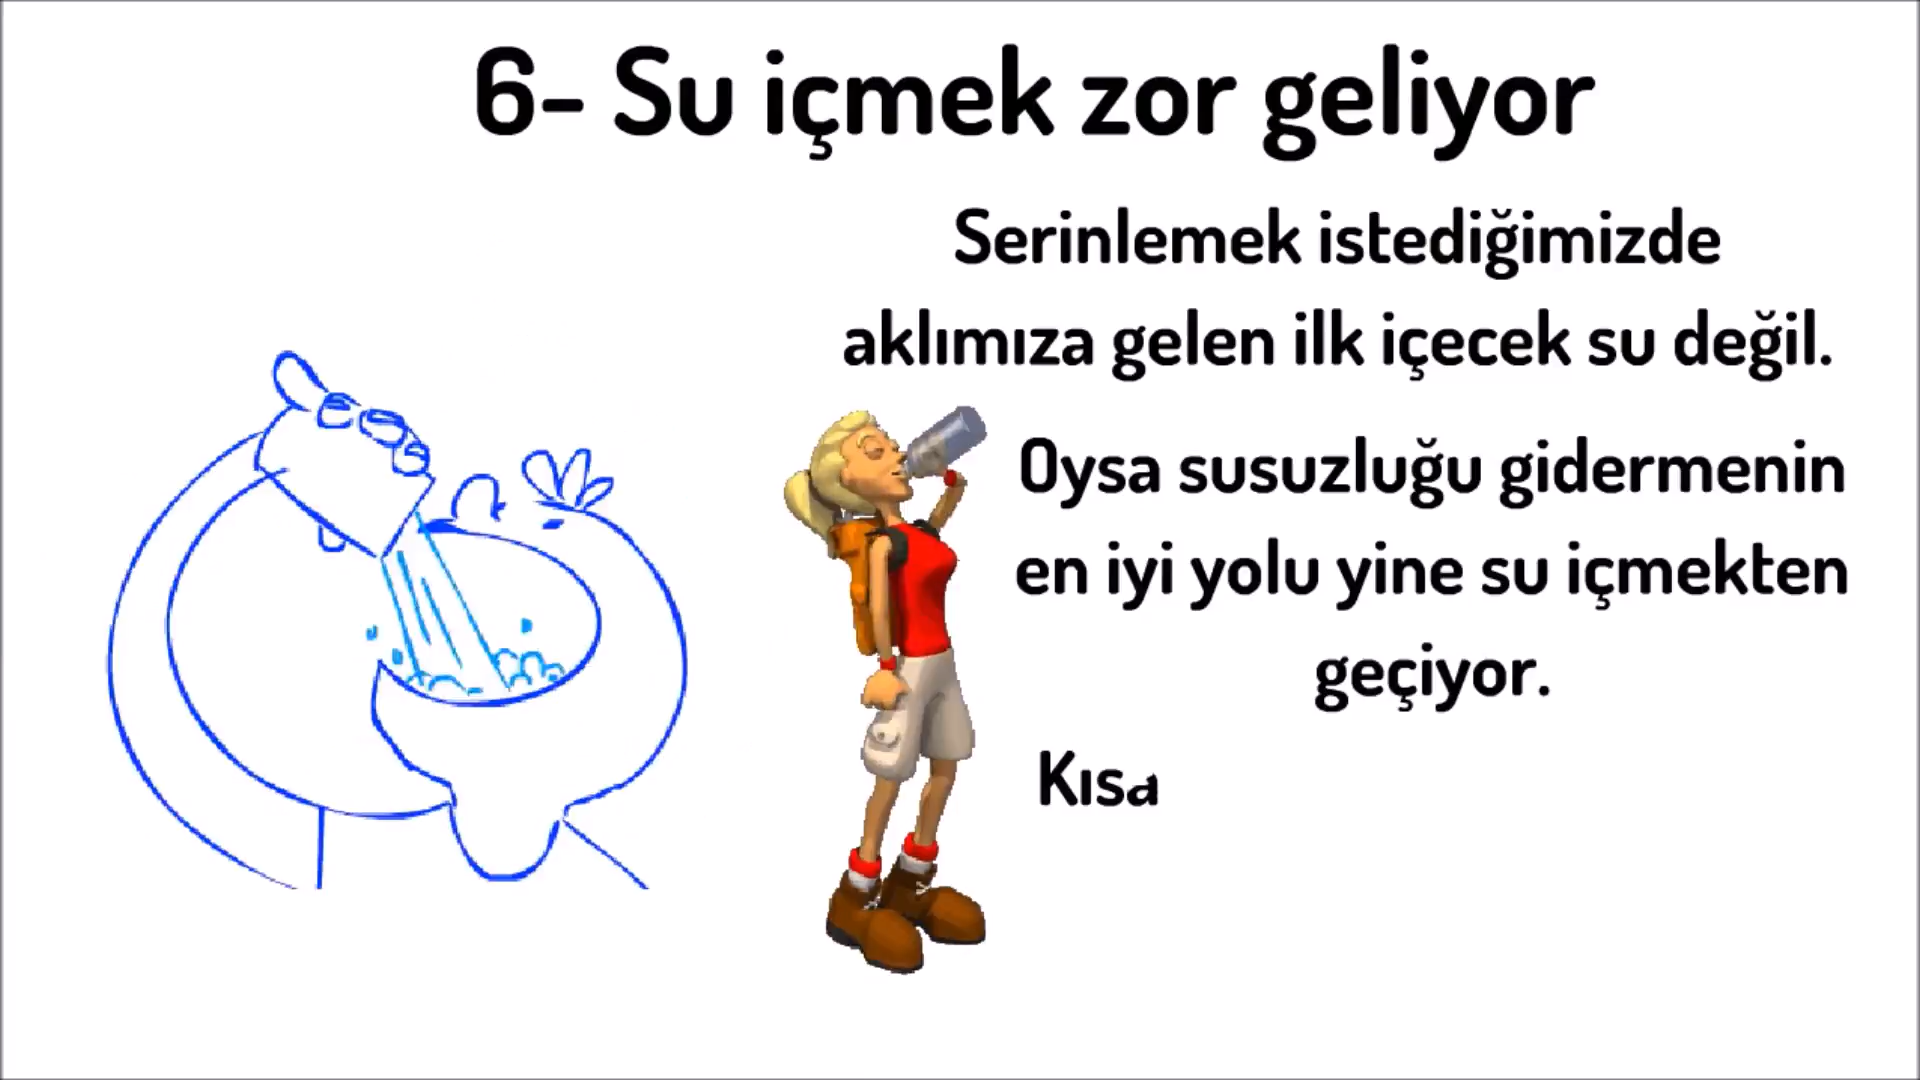 6- Su içmek zor geliyor
Serinlemek istediğimizde
aklımıza gelen ilk içecek su değil.
Oysa susuzluğu gidermenin
en iyi yolu yine su içmekten
geçiyor.
Kısa